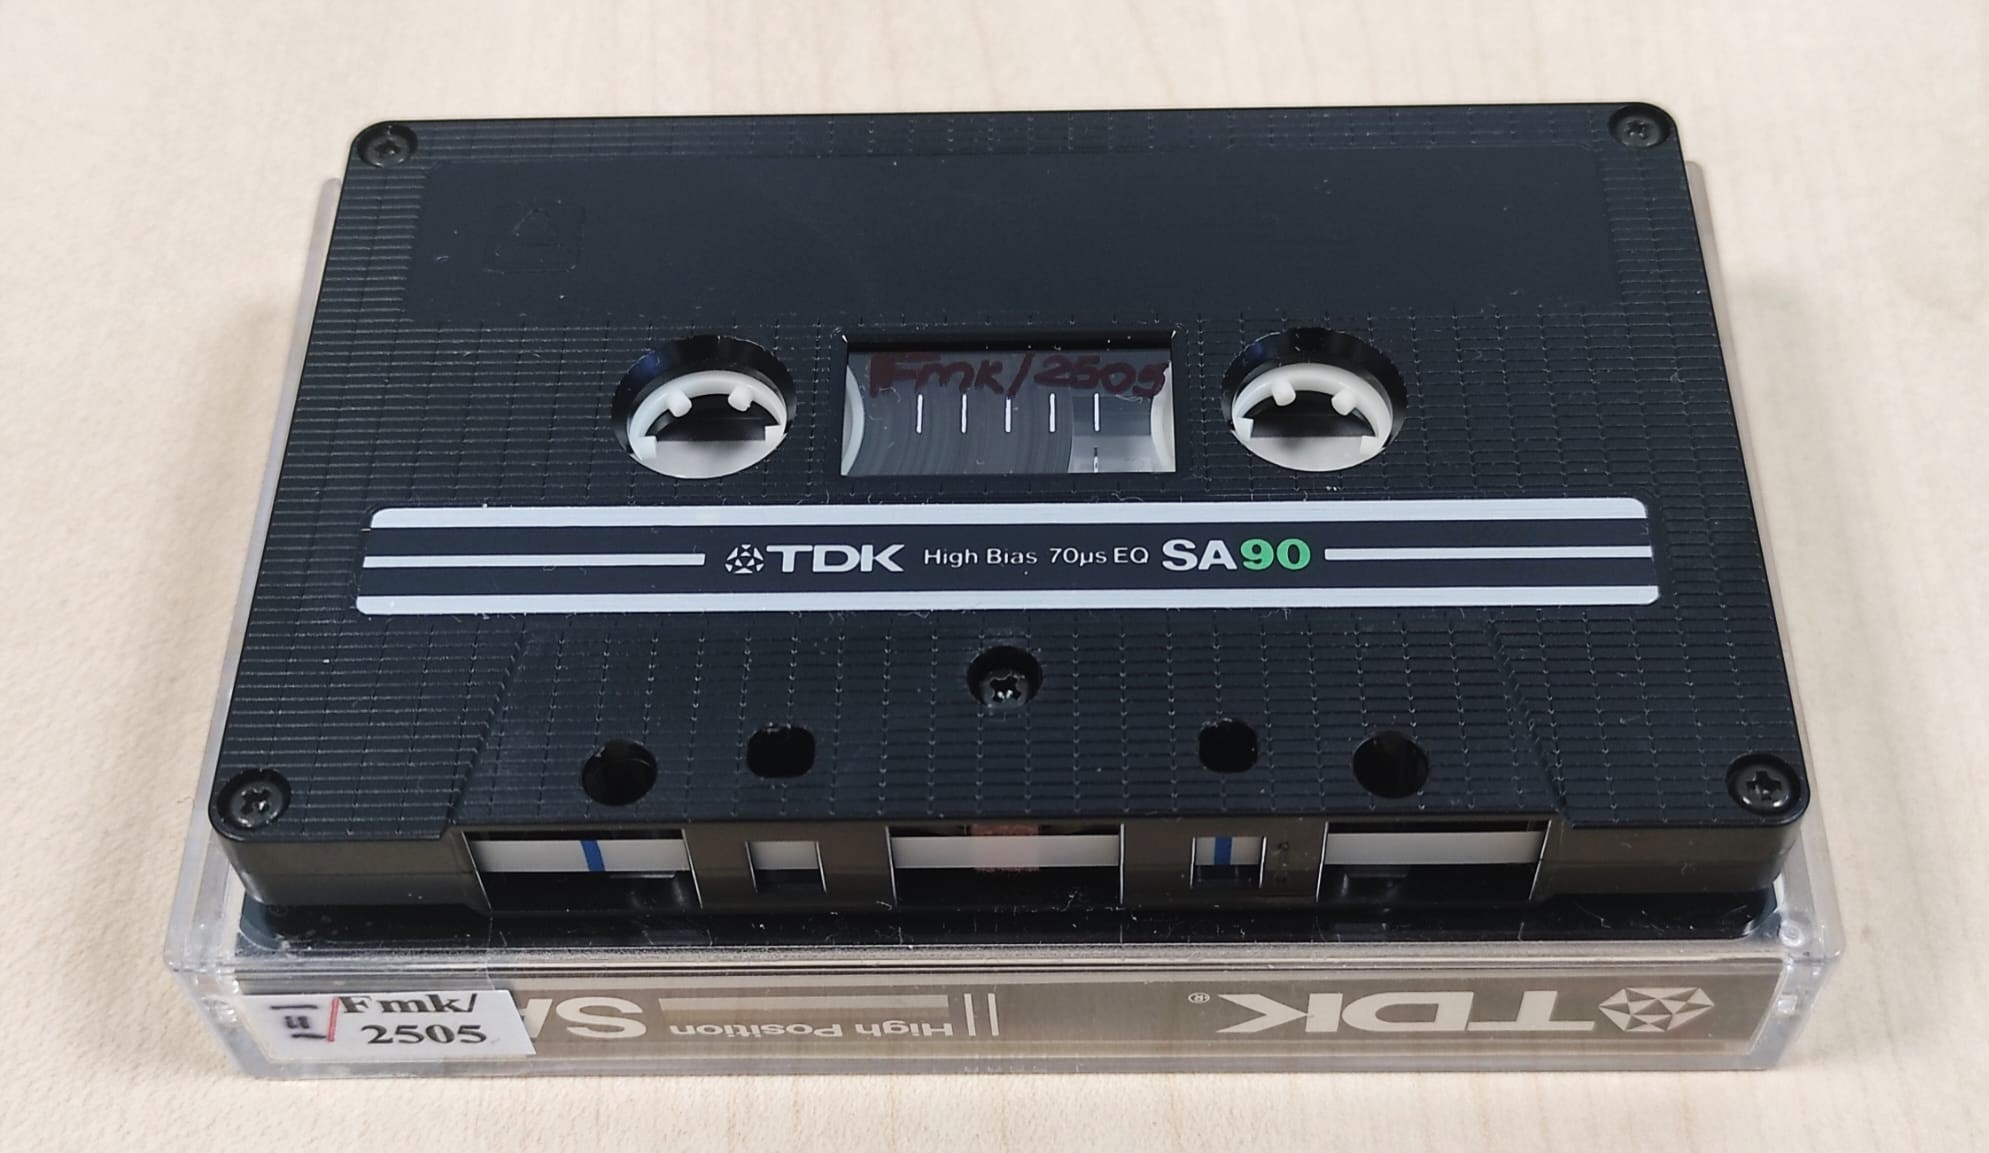 Fmk/2505
TDK High Bias 70µs EQ SA90
Fmk/
2505
SA High Position TDK®